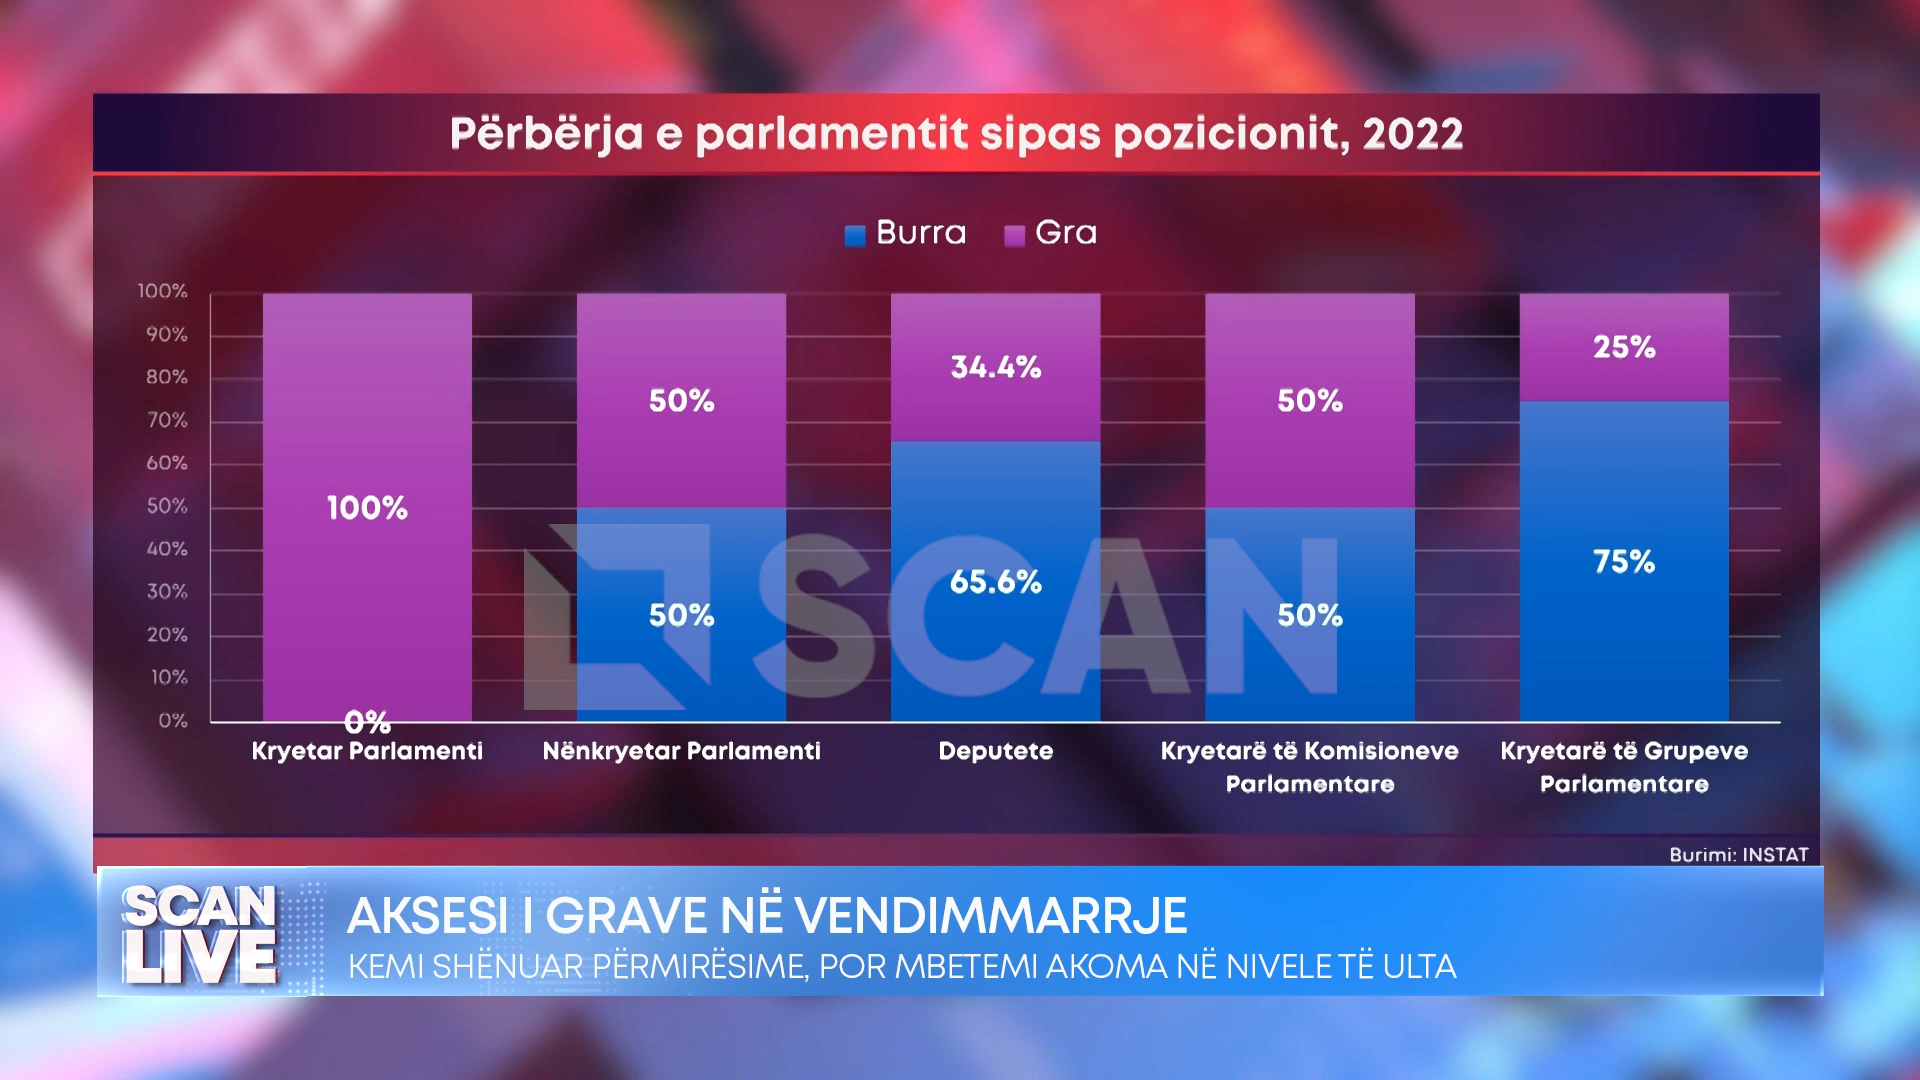 Përbërja e parlamentit sipas pozicionit, 2022
Burra Gra
100%
90%
80%
70%
60%
50%
40%
30%
20%
10%
0%
100%
0%
50%
50%
34.4%
65.6%
50%
50%
25%
75%
Kryetar Parlamenti
Nënkryetar Parlamenti
Deputete
Kryetarë të Komisioneve
Parlamentare
Kryetarë të Grupeve
Parlamentare
SCAN
Burimi: INSTAT
SCAN
LIVE
AKSESI I GRAVE NË VENDIMMARRJE
KEMI SHËNUAR PËRMIRËSIME, POR MBETEMI AKOMA NË NIVELE TË ULTA